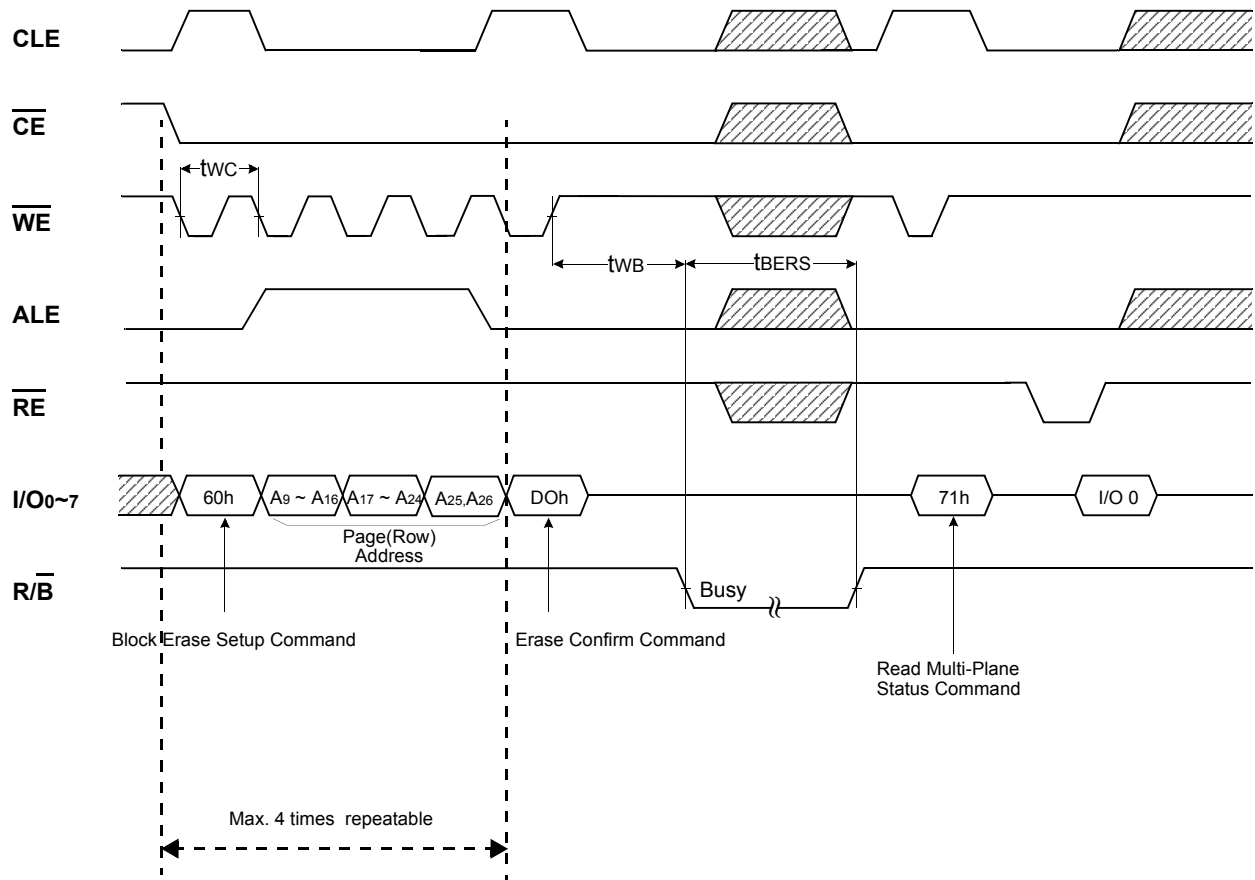 CLE
CE
tWC
WE
tWB
tBERS
ALE
RE
I/O0~7
60h
A9 ~ A16
A17 ~ A24
A25,A26
DOh
71h
I/O 0
Page(Row)
Address
R/B
Busy
Block Erase Setup Command
Erase Confirm Command
Read Multi-Plane
Status Command
Max. 4 times repeatable